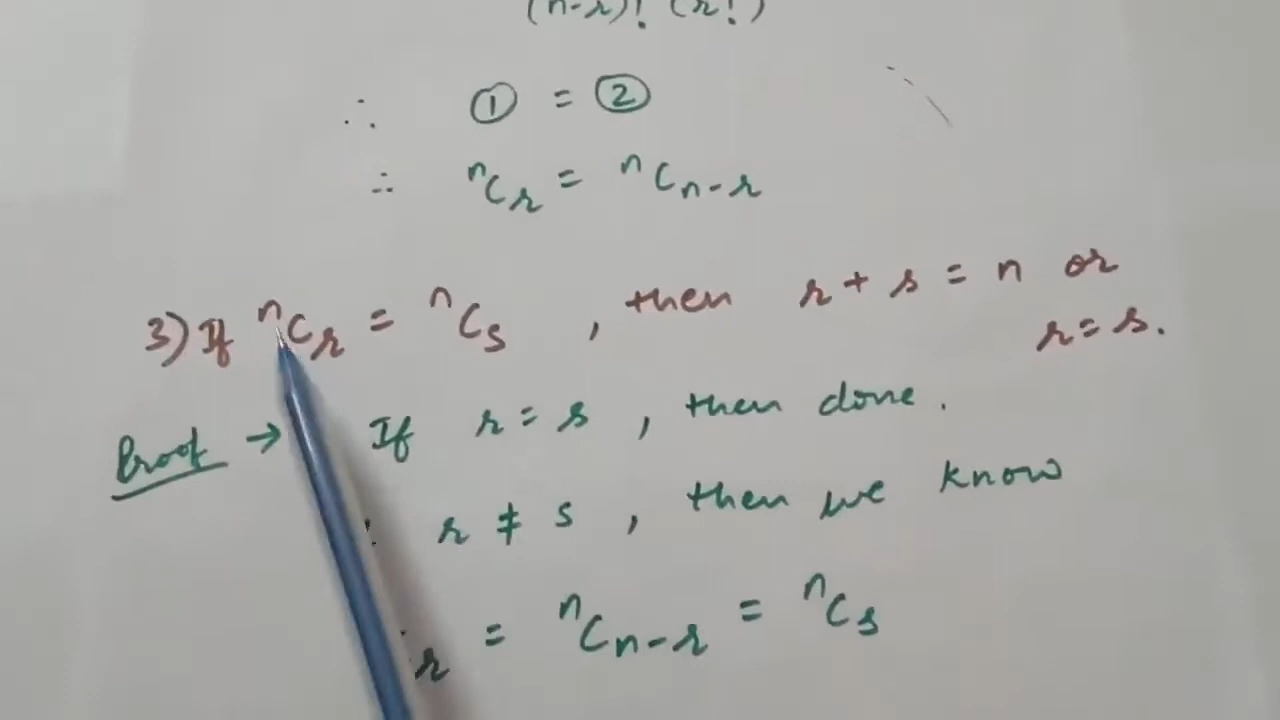 (n-r)! (r!)
∴ ① = ②
∴ ⁿCᵣ = ⁿCₙ₋ᵣ
3) If ⁿCᵣ = ⁿCₛ , then r + s = n or
r = s.
Proof → If r = s , then done.
r ≠ s , then we know
r = ⁿCₙ₋ᵣ = ⁿCₛ